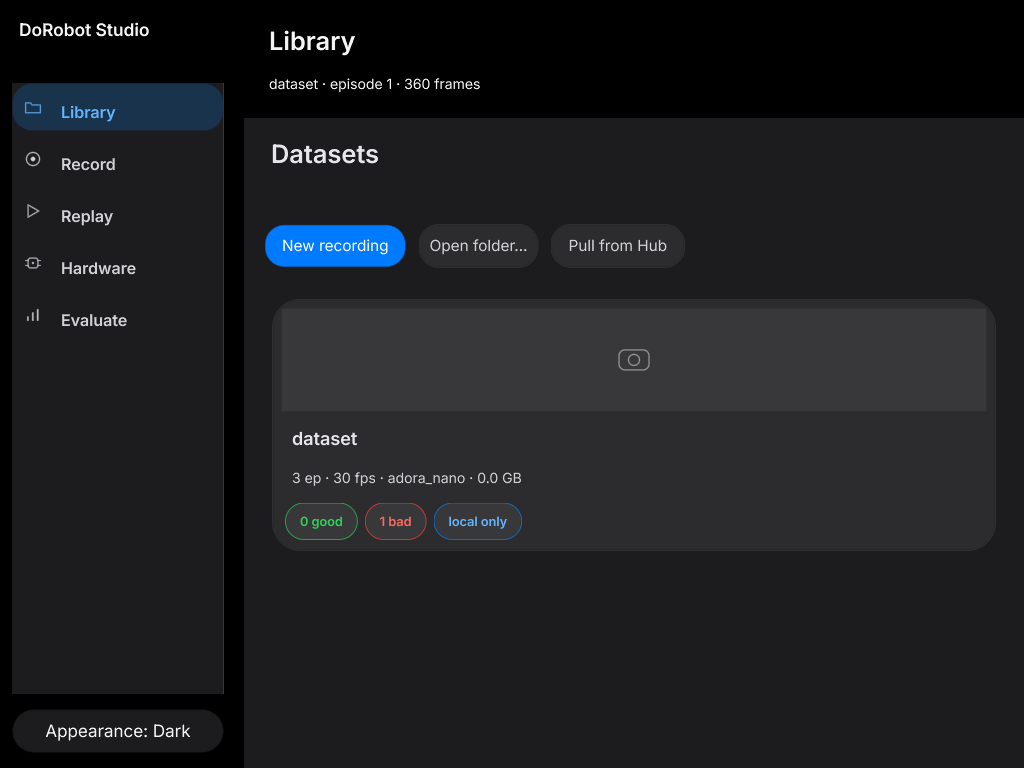 DoRobot Studio
Library
Record
Replay
Hardware
Evaluate
Appearance: Dark
Library
dataset · episode 1 · 360 frames
Datasets
New recording
Open folder...
Pull from Hub
dataset
3 ep · 30 fps · adora_nano · 0.0 GB
0 good
1 bad
local only